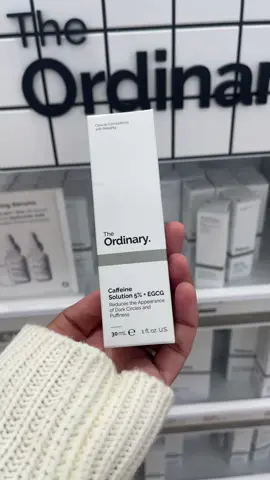 The
Ordinary.
Clinical Formulations
with Integrity.
The
Ordinary.
Caffeine
Solution 5% + EGCG
Reduces the Appearance
of Dark Circles and
Puffiness
30 mL e 1 fl. oz. U.S.